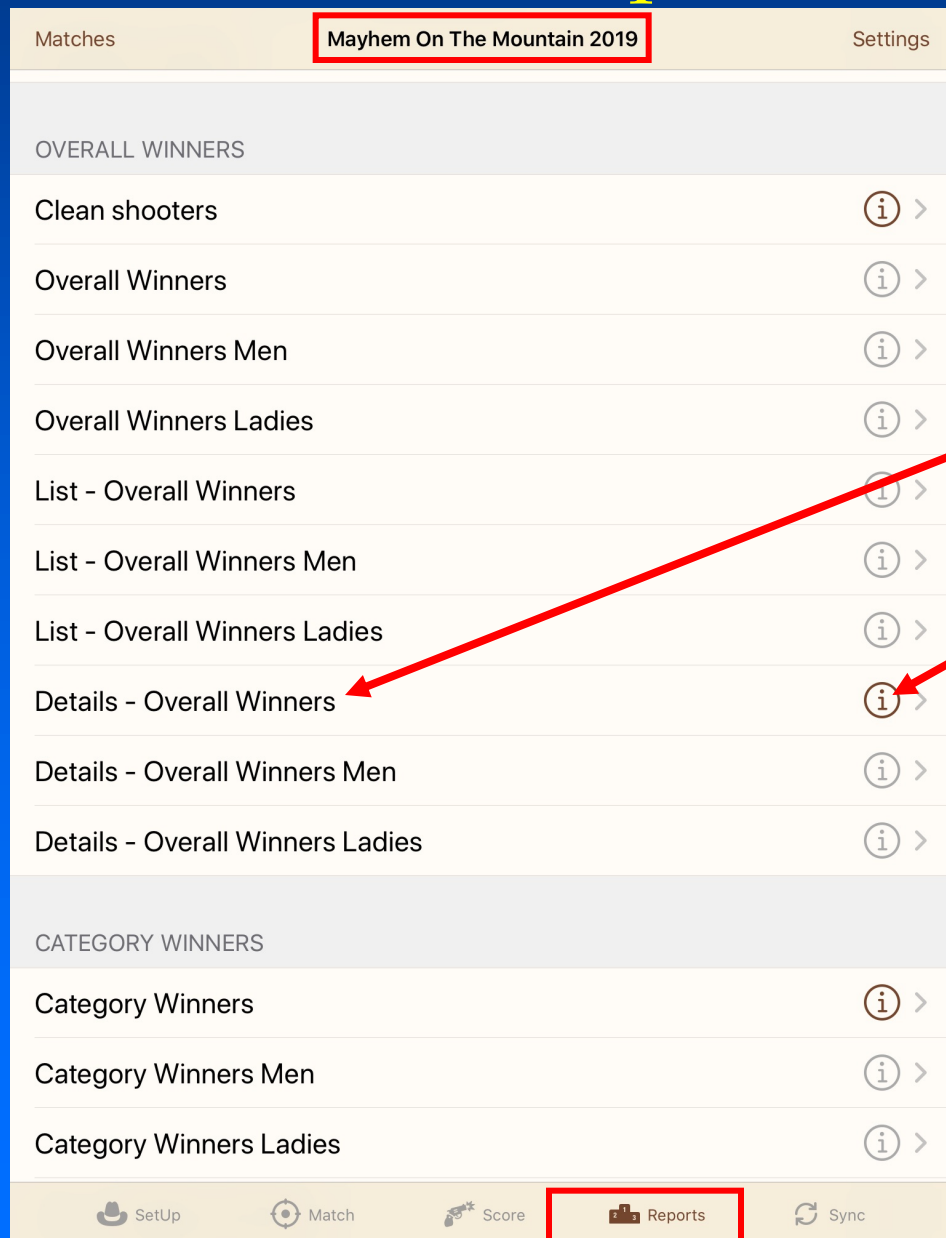 Matches Mayhem On The Mountain 2019 Settings
OVERALL WINNERS
Clean shooters
Overall Winners
Overall Winners Men
Overall Winners Ladies
List - Overall Winners
List - Overall Winners Men
List - Overall Winners Ladies
Details - Overall Winners
Details - Overall Winners Men
Details - Overall Winners Ladies
CATEGORY WINNERS
Category Winners
Category Winners Men
Category Winners Ladies
SetUp Match Score Reports Sync